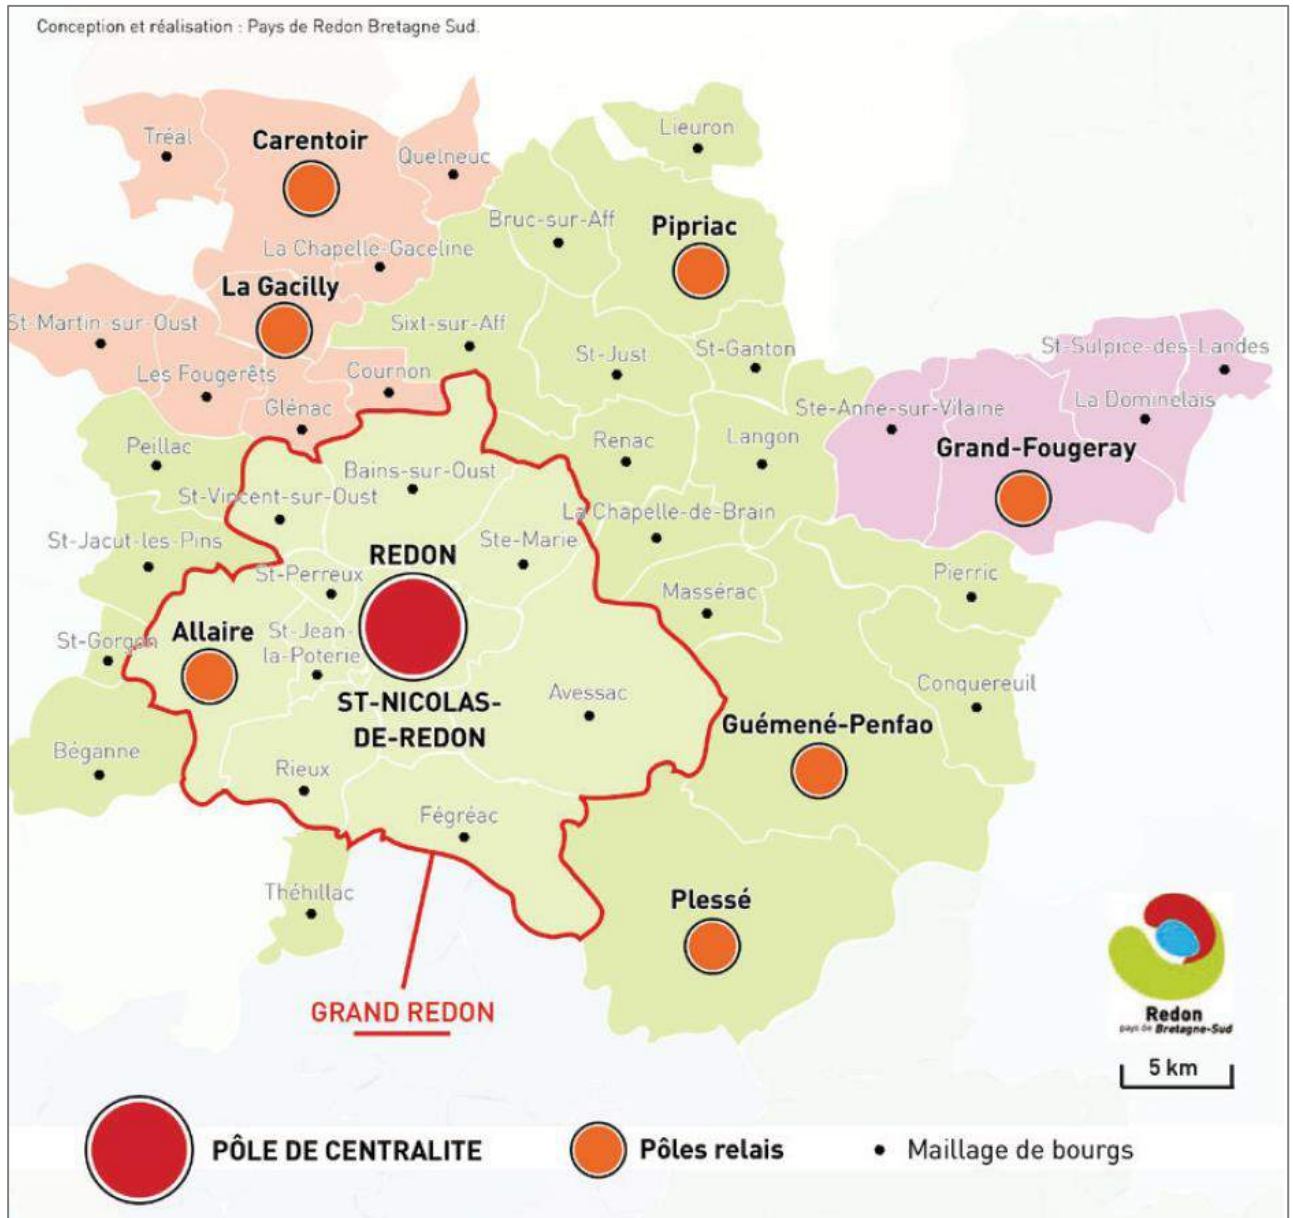 Conception et réalisation : Pays de Redon Bretagne Sud.
Tréal
Carentoir
Quelneuc
Lieuron
Bruc-sur-Aff
Pipriac
La Chapelle-Gaceline
La Gacilly
St-Martin-sur-Oust
Sixt-sur-Aff
St-Just
St-Ganton
St-Sulpice-des-Landes
Les Fougerêts
Cournon
Glénac
Ste-Anne-sur-Vilaine
La Dominelais
Peillac
Renac
Langon
Grand-Fougeray
Bains-sur-Oust
St-Vincent-sur-Oust
La Chapelle-de-Brain
St-Jacut-les-Pins
Ste-Marie
REDON
St-Perreux
Massérac
Pierric
St-Gorgon
Allaire
St-Jean-
la-Poterie
ST-NICOLAS-
DE-REDON
Avessac
Conquereuil
Guémené-Penfao
Béganne
Rieux
Fégréac
Théhillac
Plessé
GRAND REDON
Redon
pays de Bretagne-Sud
5 km
PÔLE DE CENTRALITE
Pôles relais
Maillage de bourgs